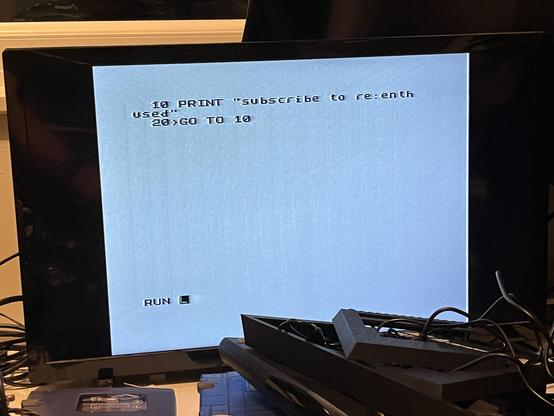 10 PRINT "subscribe to re:enth
used"
20>GO TO 10
RUN L